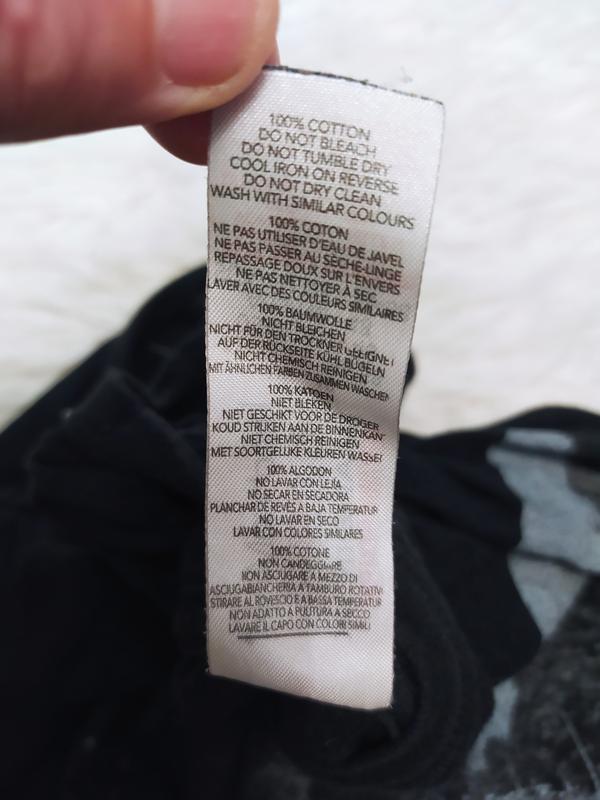 100% COTTON
DO NOT BLEACH
DO NOT TUMBLE DRY
COOL IRON ON REVERSE
DO NOT DRY CLEAN
WASH WITH SIMILAR COLOURS
100% COTON
NE PAS UTILISER D'EAU DE JAVEL
NE PAS PASSER AU SÈCHE-LINGE
REPASSAGE DOUX SUR L'ENVERS
NE PAS NETTOYER À SEC
LAVER AVEC DES COULEURS SIMILAIRES
100% BAUMWOLLE
NICHT BLEICHEN
NICHT FÜR DEN TROCKNER GEEIGNET
AUF DER RÜCKSEITE KÜHL BÜGELN
NICHT CHEMISCH REINIGEN
MIT ÄHNLICHEN FARBEN ZUSAMMEN WASCHEN
100% KATOEN
NIET BLEKEN
NIET GESCHIKT VOOR DE DROGER
KOUD STRIJKEN AAN DE BINNENKAN
NIET CHEMISCH REINIGEN
MET SOORTGELIJKE KLEUREN WASSE
100% ALGODON
NO LAVAR CON LEJÍA
NO SECAR EN SECADORA
PLANCHAR DE REVÉS A BAJA TEMPERATUR
NO LAVAR EN SECO
LAVAR CON COLORES SIMILARES
100% COTONE
NON CANDEGGIARE
NON ASCIUGARE A MEZZO DI
ASCIUGABIANCHERIA A TAMBURO ROTATIV
STIRARE AL ROVESCIO E A BASSA TEMPERATUR
NON ADATTO A PULITURA A SECCO
LAVARE IL CAPO CON COLORI SIMILI